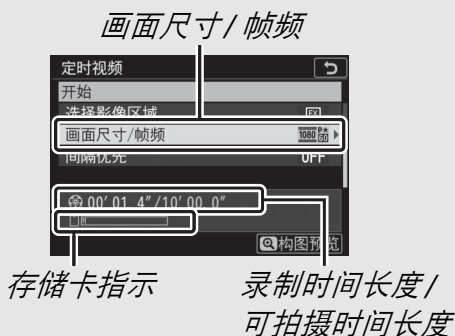 画面尺寸/帧频
定时视频
开始
选择影像区域 FX
画面尺寸/帧频 1080 P★ 60
间隔优先 OFF
00′ 01. 4″/10′ 00. 0″
构图预览
存储卡指示
录制时间长度/
可拍摄时间长度